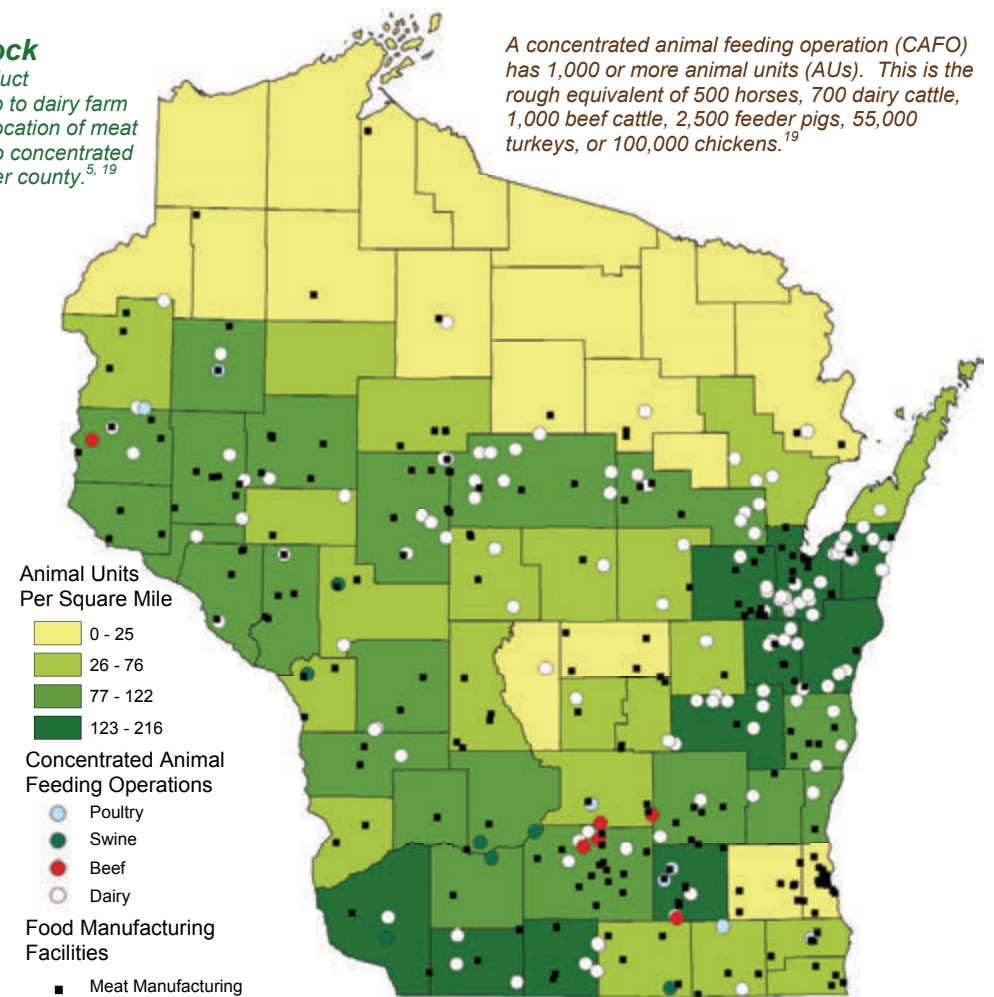 ock
uct
o to dairy farm
ocation of meat
o concentrated
er county.5, 19
A concentrated animal feeding operation (CAFO)
has 1,000 or more animal units (AUs).  This is the
rough equivalent of 500 horses, 700 dairy cattle,
1,000 beef cattle, 2,500 feeder pigs, 55,000
turkeys, or 100,000 chickens.19
Animal Units
Per Square Mile
0 - 25
26 - 76
77 - 122
123 - 216
Concentrated Animal
Feeding Operations
Poultry
Swine
Beef
Dairy
Food Manufacturing
Facilities
Meat Manufacturing